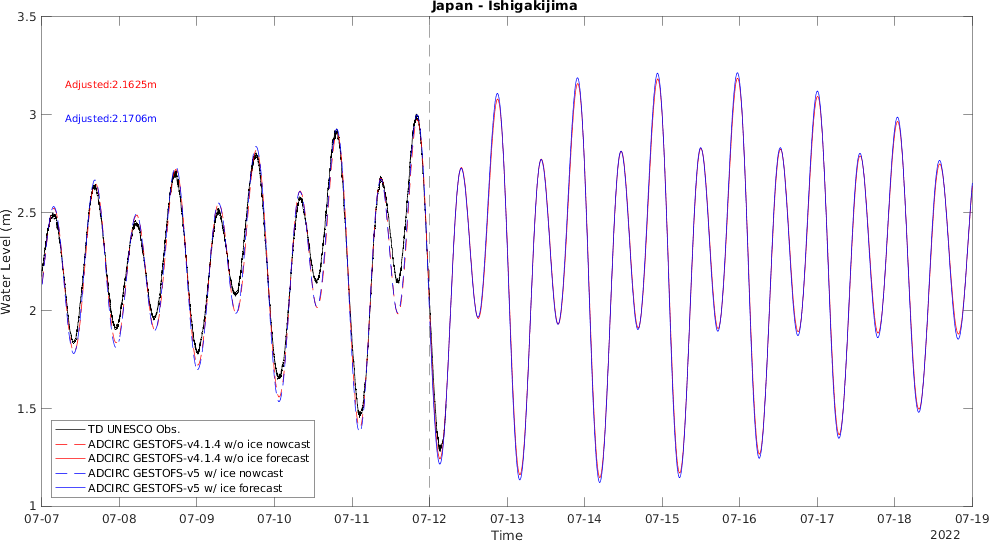 Japan - Ishigakijima
3.5
3
2.5
2
1.5
1
Water Level (m)
Adjusted:2.1625m
Adjusted:2.1706m
TD UNESCO Obs.
ADCIRC GESTOFS-v4.1.4 w/o ice nowcast
ADCIRC GESTOFS-v4.1.4 w/o ice forecast
ADCIRC GESTOFS-v5 w/ ice nowcast
ADCIRC GESTOFS-v5 w/ ice forecast
07-07 07-08 07-09 07-10 07-11 07-12 07-13 07-14 07-15 07-16 07-17 07-18 07-19
Time
2022